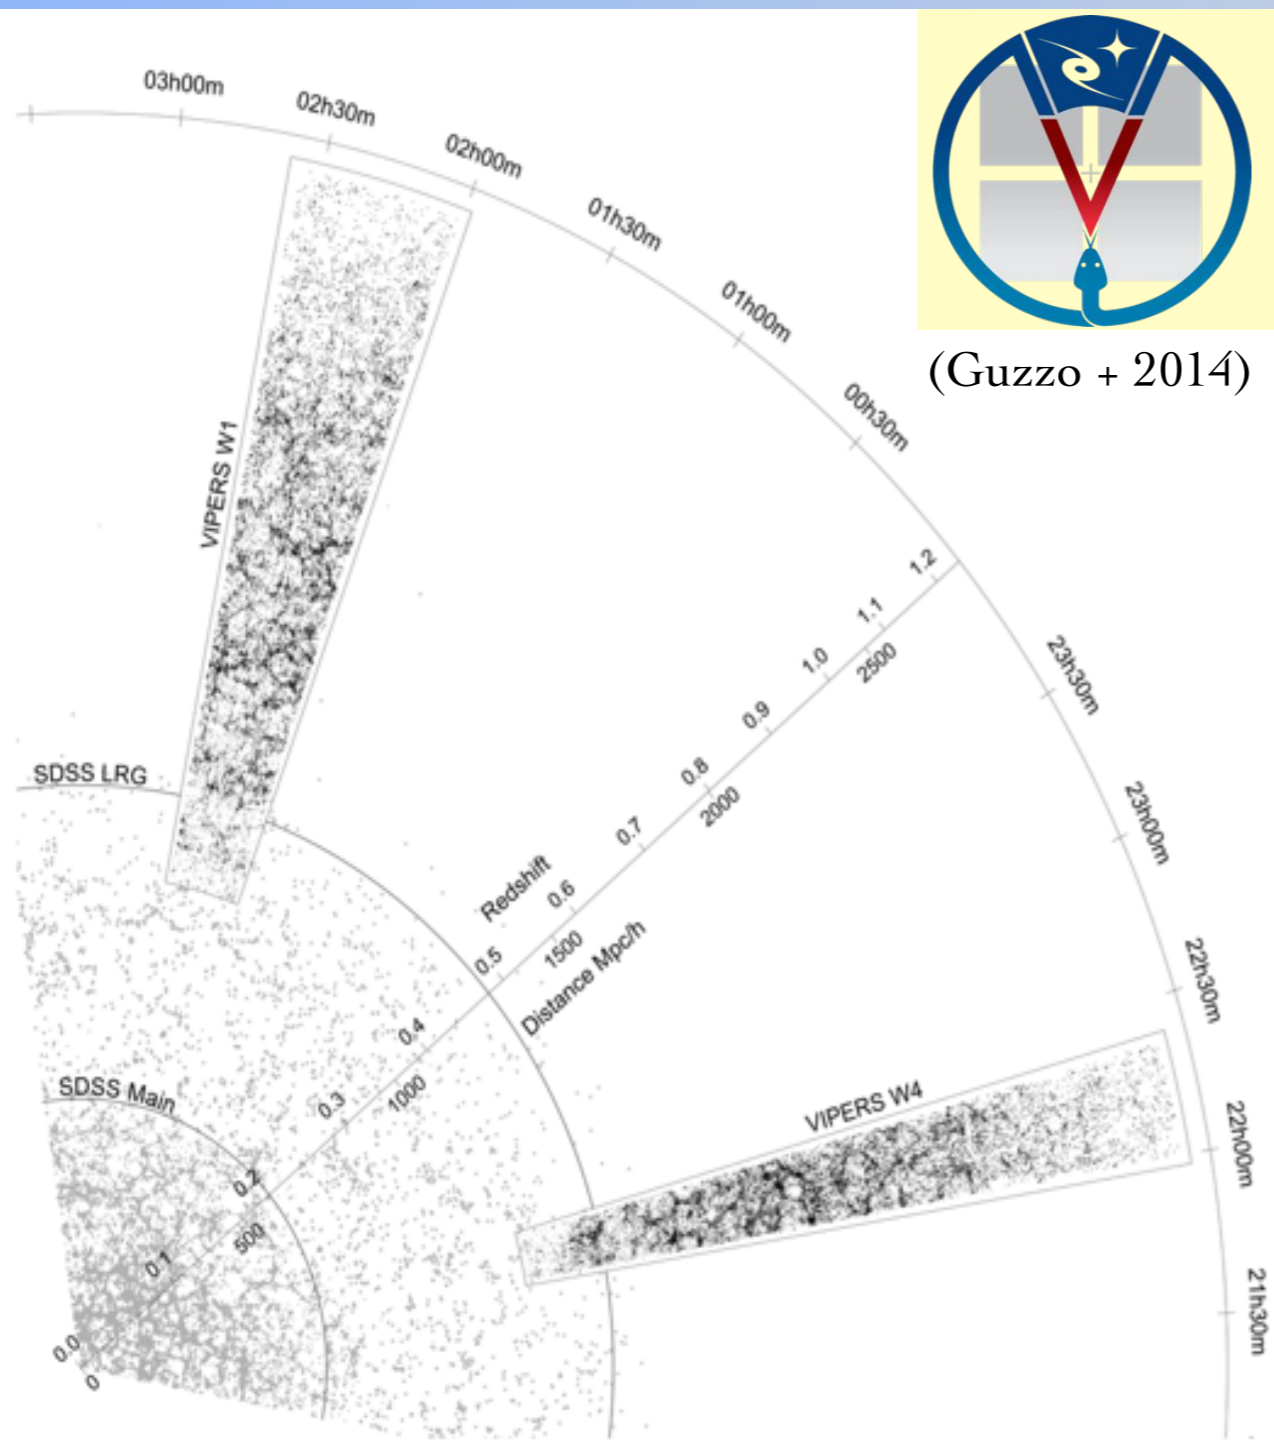 03h00m
02h30m
02h00m
01h30m
01h00m
00h30m
(Guzzo + 2014)
VIPERS W1
1.2
1.1
2500
1.0
0.9
0.8
2000
0.7
23h30m
23h00m
SDSS LRG
Redshift
0.6
1500
0.5
Distance Mpc/h
22h30m
0.4
1000
0.3
SDSS Main
VIPERS W4
22h00m
0.2
500
0.1
21h30m
0.0
0